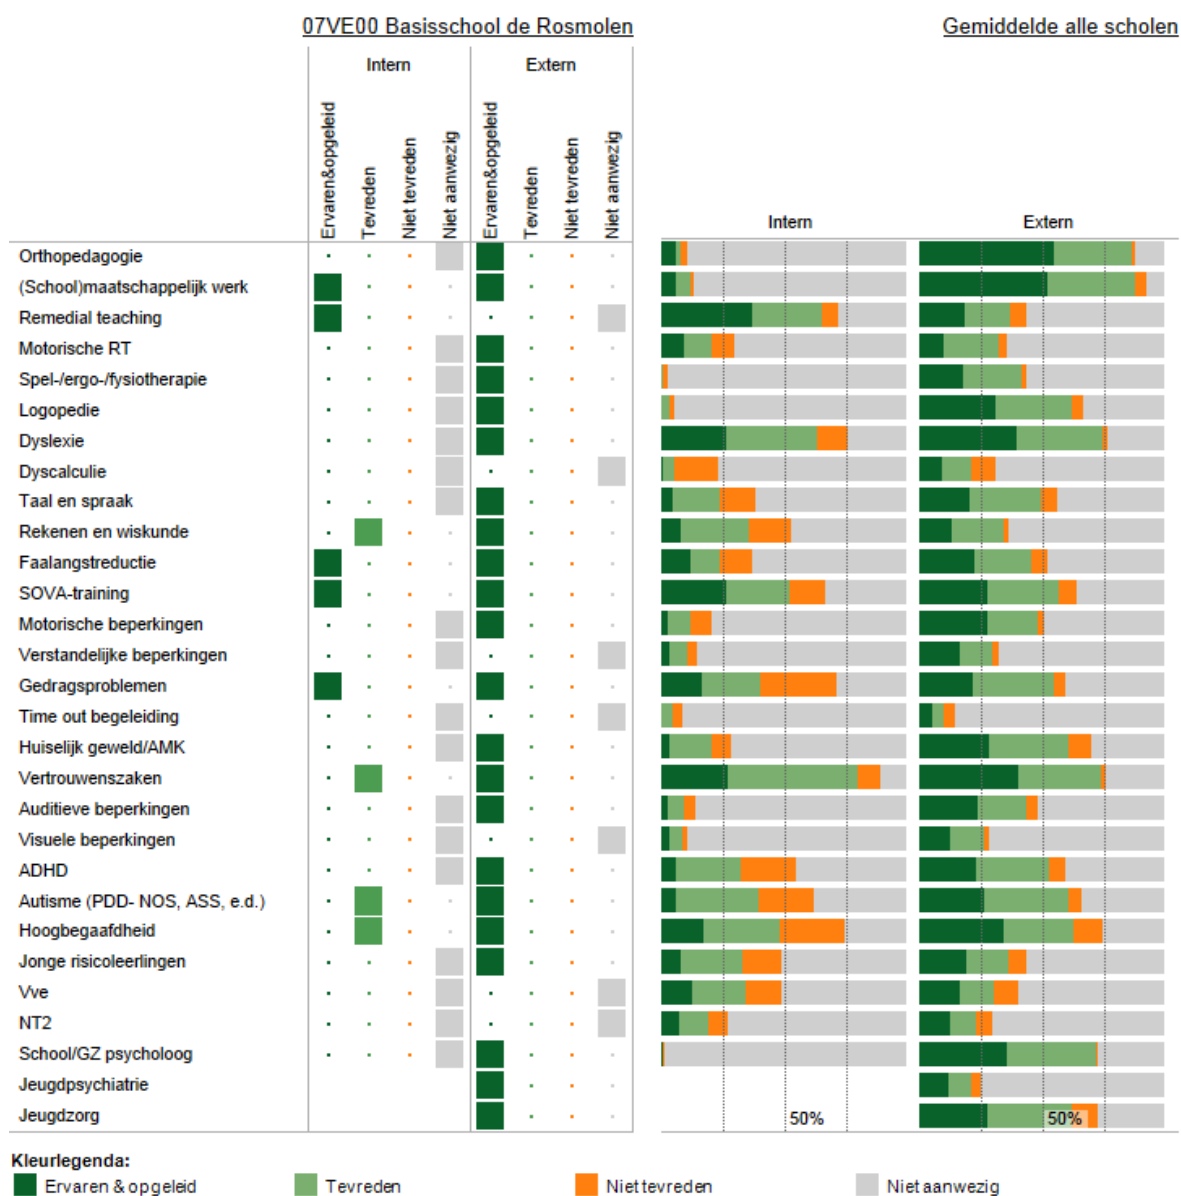 07VE00 Basisschool de Rosmolen
Gemiddelde alle scholen
Intern
Extern
Ervaren&opgeleid
Tevreden
Niet tevreden
Niet aanwezig
Ervaren&opgeleid
Tevreden
Niet tevreden
Niet aanwezig
Intern
Extern
Orthopedagogie
(School)maatschappelijk werk
Remedial teaching
Motorische RT
Spel-/ergo-/fysiotherapie
Logopedie
Dyslexie
Dyscalculie
Taal en spraak
Rekenen en wiskunde
Faalangstreductie
SOVA-training
Motorische beperkingen
Verstandelijke beperkingen
Gedragsproblemen
Time out begeleiding
Huiselijk geweld/AMK
Vertrouwenszaken
Auditieve beperkingen
Visuele beperkingen
ADHD
Autisme (PDD- NOS, ASS, e.d.)
Hoogbegaafdheid
Jonge risicoleerlingen
Vve
NT2
School/GZ psycholoog
Jeugdpsychiatrie
Jeugdzorg
50%
50%
Kleurlegenda:
Ervaren & opgeleid
Tevreden
Niet tevreden
Niet aanwezig